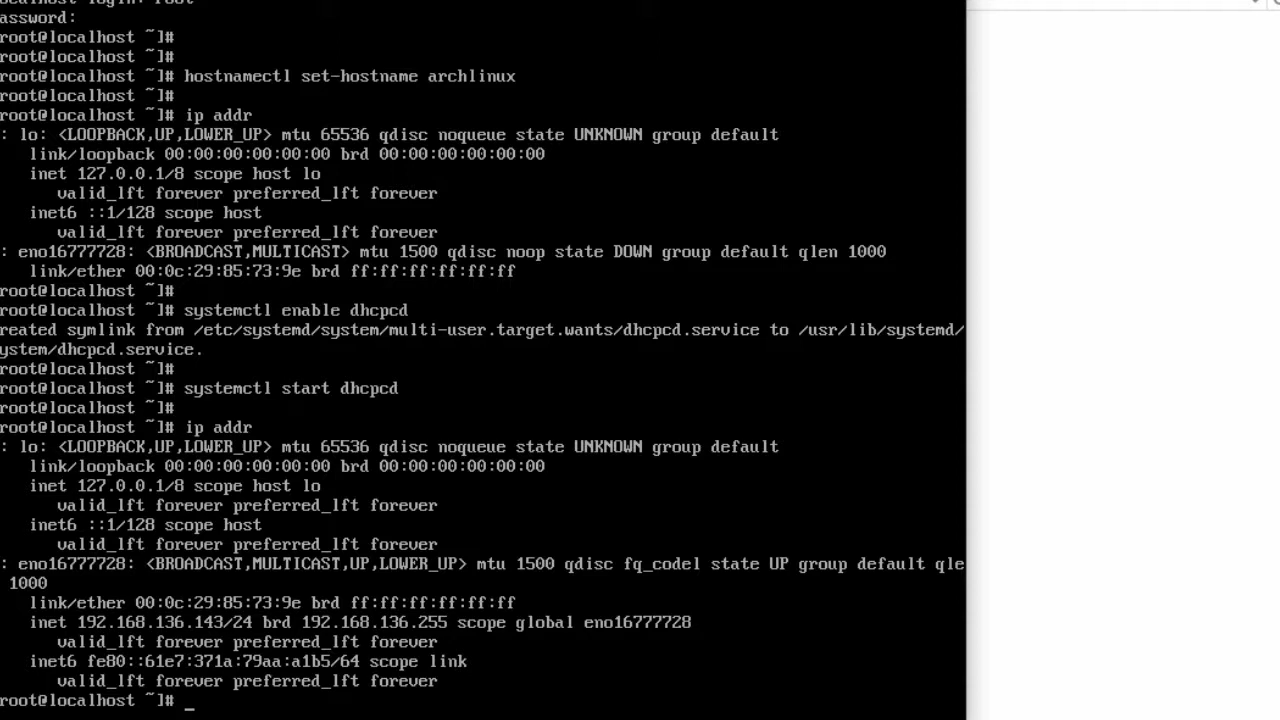 ocalhost login: root
assword:
root@localhost ~]#
root@localhost ~]#
root@localhost ~]# hostnamectl set-hostname archlinux
root@localhost ~]#
root@localhost ~]# ip addr
: lo: <LOOPBACK,UP,LOWER_UP> mtu 65536 qdisc noqueue state UNKNOWN group default
link/loopback 00:00:00:00:00:00 brd 00:00:00:00:00:00
inet 127.0.0.1/8 scope host lo
valid_lft forever preferred_lft forever
inet6 ::1/128 scope host
valid_lft forever preferred_lft forever
: eno16777728: <BROADCAST,MULTICAST> mtu 1500 qdisc noop state DOWN group default qlen 1000
link/ether 00:0c:29:85:73:9e brd ff:ff:ff:ff:ff:ff
root@localhost ~]#
root@localhost ~]# systemctl enable dhcpcd
reated symlink from /etc/systemd/system/multi-user.target.wants/dhcpcd.service to /usr/lib/systemd/
ystem/dhcpcd.service.
root@localhost ~]#
root@localhost ~]# systemctl start dhcpcd
root@localhost ~]#
root@localhost ~]# ip addr
: lo: <LOOPBACK,UP,LOWER_UP> mtu 65536 qdisc noqueue state UNKNOWN group default
link/loopback 00:00:00:00:00:00 brd 00:00:00:00:00:00
inet 127.0.0.1/8 scope host lo
valid_lft forever preferred_lft forever
inet6 ::1/128 scope host
valid_lft forever preferred_lft forever
: eno16777728: <BROADCAST,MULTICAST,UP,LOWER_UP> mtu 1500 qdisc fq_codel state UP group default qle
1000
link/ether 00:0c:29:85:73:9e brd ff:ff:ff:ff:ff:ff
inet 192.168.136.143/24 brd 192.168.136.255 scope global eno16777728
valid_lft forever preferred_lft forever
inet6 fe80::61e7:371a:79aa:a1b5/64 scope link
valid_lft forever preferred_lft forever
root@localhost ~]# _